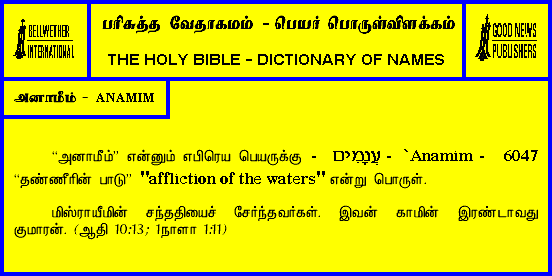 BELLWETHER
INTERNATIONAL
பரிசுத்த வேதாகமம் - பெயர் பொருள்விளக்கம்
THE HOLY BIBLE - DICTIONARY OF NAMES
GOOD NEWS
PUBLISHERS
அனாமீம் - ANAMIM
“அனாமீம்” என்னும் எபிரெய பெயருக்கு - עֲנָמִים - `Anamim - 6047
“தண்ணீரின் பாடு” "affliction of the waters" என்று பொருள்.
மிஸ்ராயீமின் சந்ததியைச் சேர்ந்தவர்கள். இவன் காமின் இரண்டாவது
குமாரன். (ஆதி 10:13; 1நாளா 1:11)